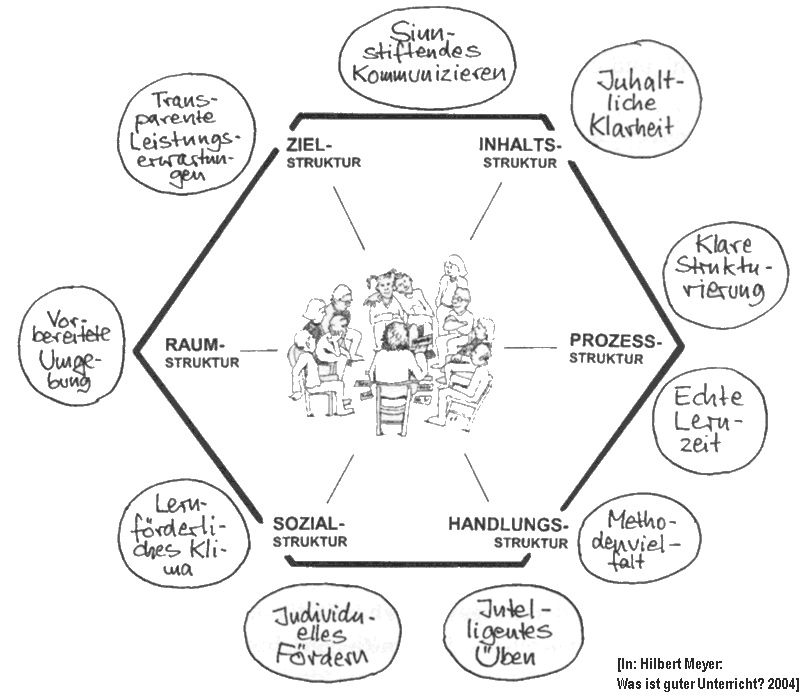 Sinn-
stiftendes
Kommunizieren
Inhalt-
liche
Klarheit
Trans-
parente
Leistungs-
erwartun-
gen
ZIEL-
STRUKTUR
INHALTS-
STRUKTUR
Klare
Struktu-
rierung
Vor-
bereitete
Umge-
bung
RAUM-
STRUKTUR
PROZESS-
STRUKTUR
Echte
Lern-
zeit
Lern-
förderli-
ches Kli-
ma
SOZIAL-
STRUKTUR
HANDLUNGS-
STRUKTUR
Metho-
denviel-
falt
Individu-
elles
Fördern
Intel-
ligentes
Üben
[In: Hilbert Meyer:
Was ist guter Unterricht? 2004]